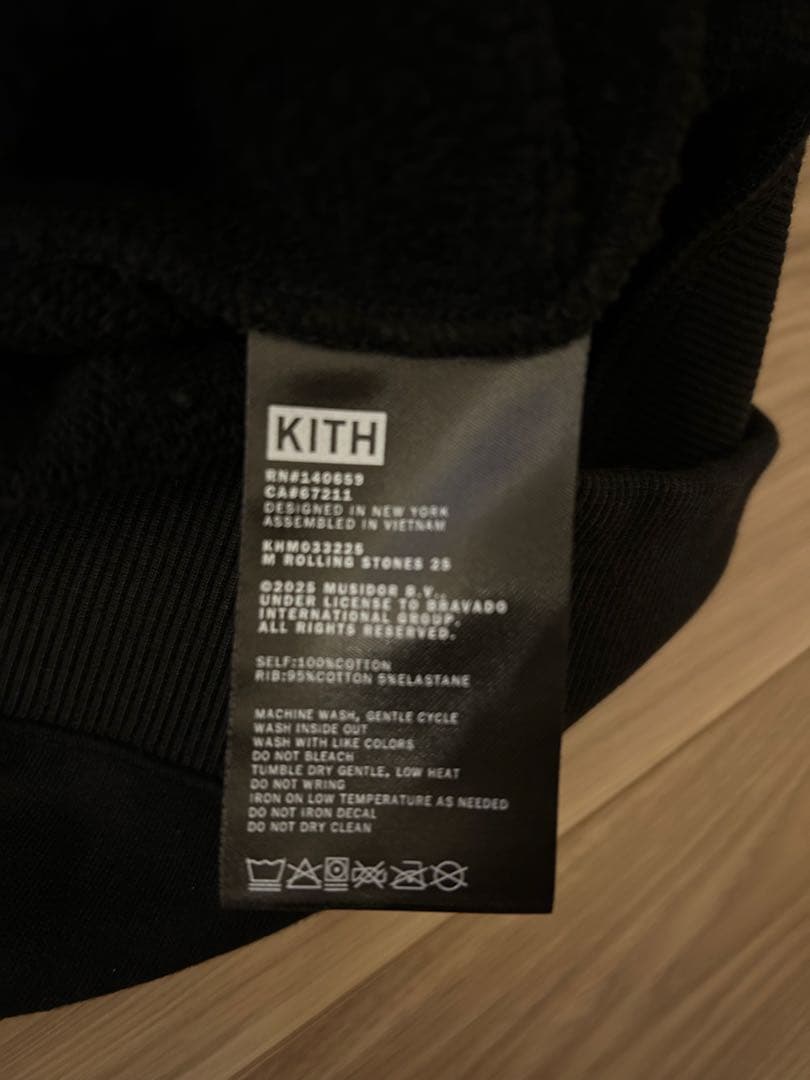 KITH
RN#140659
CA#67211
DESIGNED IN NEW YORK
ASSEMBLED IN VIETNAM
KHM033225
M ROLLING STONES 25
©2025 MUSIDOR B.V.,
UNDER LICENSE TO BRAVADO
INTERNATIONAL GROUP.
ALL RIGHTS RESERVED.
SELF:100%COTTON
RIB:95%COTTON 5%ELASTANE
MACHINE WASH, GENTLE CYCLE
WASH INSIDE OUT
WASH WITH LIKE COLORS
DO NOT BLEACH
TUMBLE DRY GENTLE, LOW HEAT
DO NOT WRING
IRON ON LOW TEMPERATURE AS NEEDED
DO NOT IRON DECAL
DO NOT DRY CLEAN